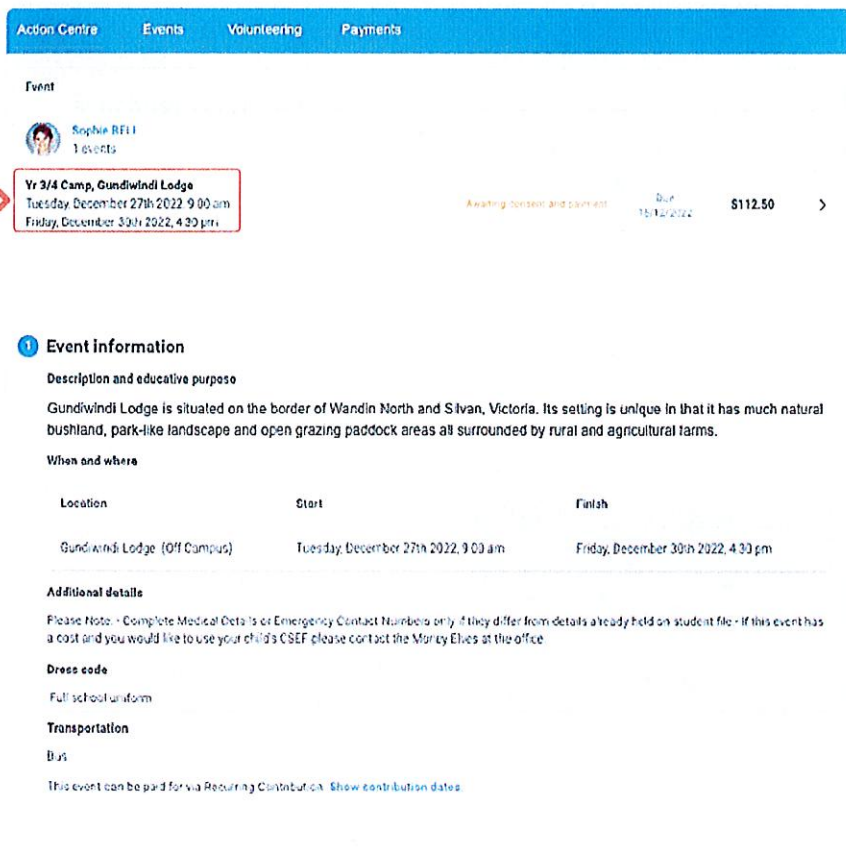 Action Centre Events Volunteering Payments
Event
Sophie BELL
1 events
Yr 3/4 Camp, Gundiwindi Lodge
Tuesday, December 27th 2022, 9.00 am
Friday, December 30th 2022, 4.30 pm
Awaiting consent and payment
Due
$112.50
1 Event information
Description and educative purpose
Gundiwindi Lodge is situated on the border of Wandin North and Silvan, Victoria. Its setting is unique in that it has much natural
bushland, park-like landscape and open grazing paddock areas all surrounded by rural and agricultural farms.
When and where
Location Start Finish
Gundiwindi Lodge (Off Campus) Tuesday, December 27th 2022, 9.00 am Friday, December 30th 2022, 4.30 pm
Additional details
Please Note: - Complete Medical Details or Emergency Contact Numbers only if they differ from details already held on student file - If this event has
a cost and you would like to use your child's CSEF please contact the Money Elves at the office
Dress code
Full school uniform
Transportation
Bus
This event can be paid for via Recurring Contribution. Show contribution dates.